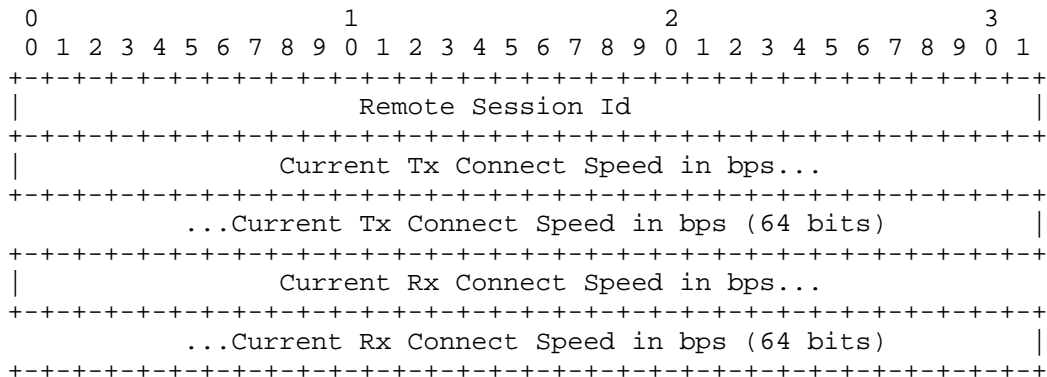 0                   1                   2                   3
 0 1 2 3 4 5 6 7 8 9 0 1 2 3 4 5 6 7 8 9 0 1 2 3 4 5 6 7 8 9 0 1
+-+-+-+-+-+-+-+-+-+-+-+-+-+-+-+-+-+-+-+-+-+-+-+-+-+-+-+-+-+-+-+-+
|                     Remote Session Id                         |
+-+-+-+-+-+-+-+-+-+-+-+-+-+-+-+-+-+-+-+-+-+-+-+-+-+-+-+-+-+-+-+-+
|                Current Tx Connect Speed in bps...
+-+-+-+-+-+-+-+-+-+-+-+-+-+-+-+-+-+-+-+-+-+-+-+-+-+-+-+-+-+-+-+-+
           ...Current Tx Connect Speed in bps (64 bits)         |
+-+-+-+-+-+-+-+-+-+-+-+-+-+-+-+-+-+-+-+-+-+-+-+-+-+-+-+-+-+-+-+-+
|                Current Rx Connect Speed in bps...
+-+-+-+-+-+-+-+-+-+-+-+-+-+-+-+-+-+-+-+-+-+-+-+-+-+-+-+-+-+-+-+-+
           ...Current Rx Connect Speed in bps (64 bits)         |
+-+-+-+-+-+-+-+-+-+-+-+-+-+-+-+-+-+-+-+-+-+-+-+-+-+-+-+-+-+-+-+-+